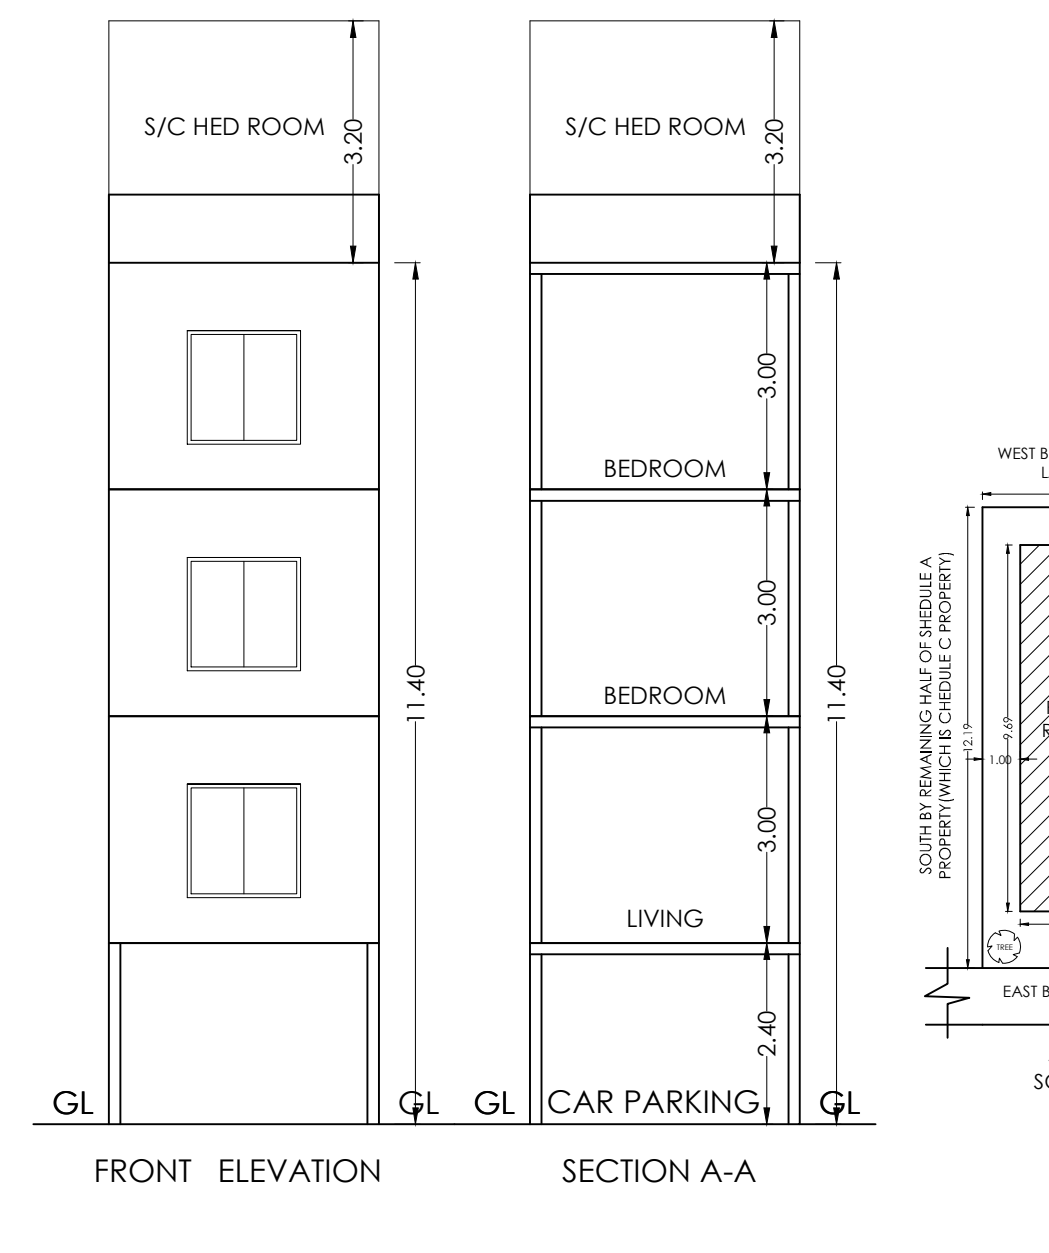 S/C HED ROOM
3.20
11.40
GL
GL
FRONT ELEVATION
S/C HED ROOM
3.20
3.00
BEDROOM
3.00
BEDROOM
11.40
3.00
LIVING
2.40
GL
CAR PARKING
GL
SECTION A-A
WEST B
SOUTH BY REMAINING HALF OF SHEDULE A
PROPERTY(WHICH IS CHEDULE C PROPERTY)
12.19
9.69
1.00
TREE
EAST B